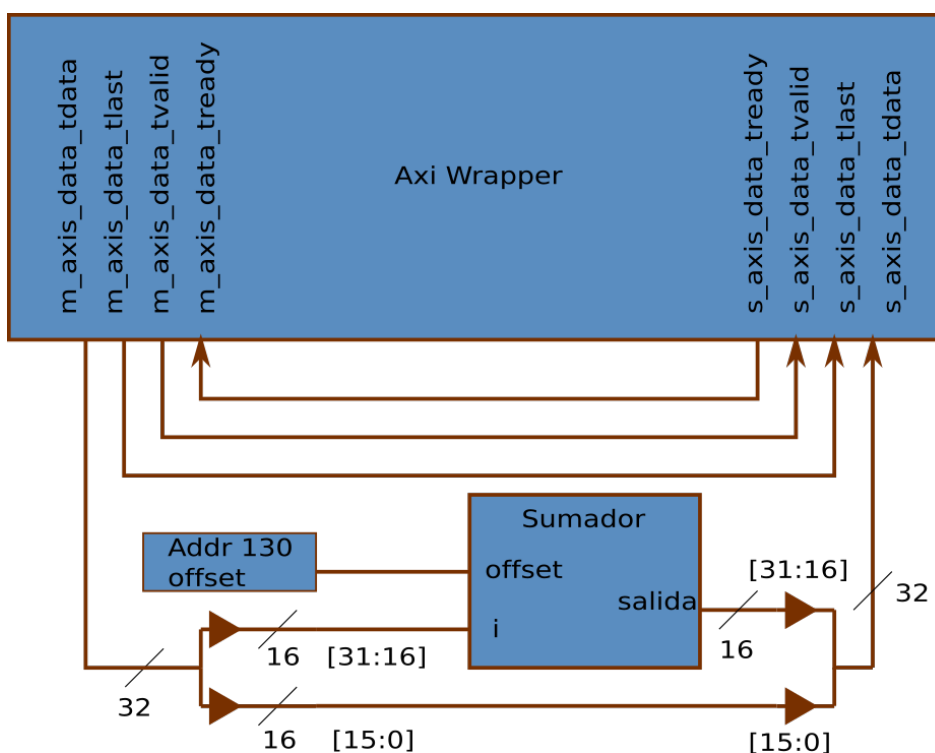 m_axis_data_tdata
m_axis_data_tlast
m_axis_data_tvalid
m_axis_data_tready
Axi Wrapper
s_axis_data_tready
s_axis_data_tvalid
s_axis_data_tlast
s_axis_data_tdata
Addr 130
offset
Sumador
offset
i
salida
[31:16]
32
16
16 [31:16]
32
16 [15:0]
[15:0]